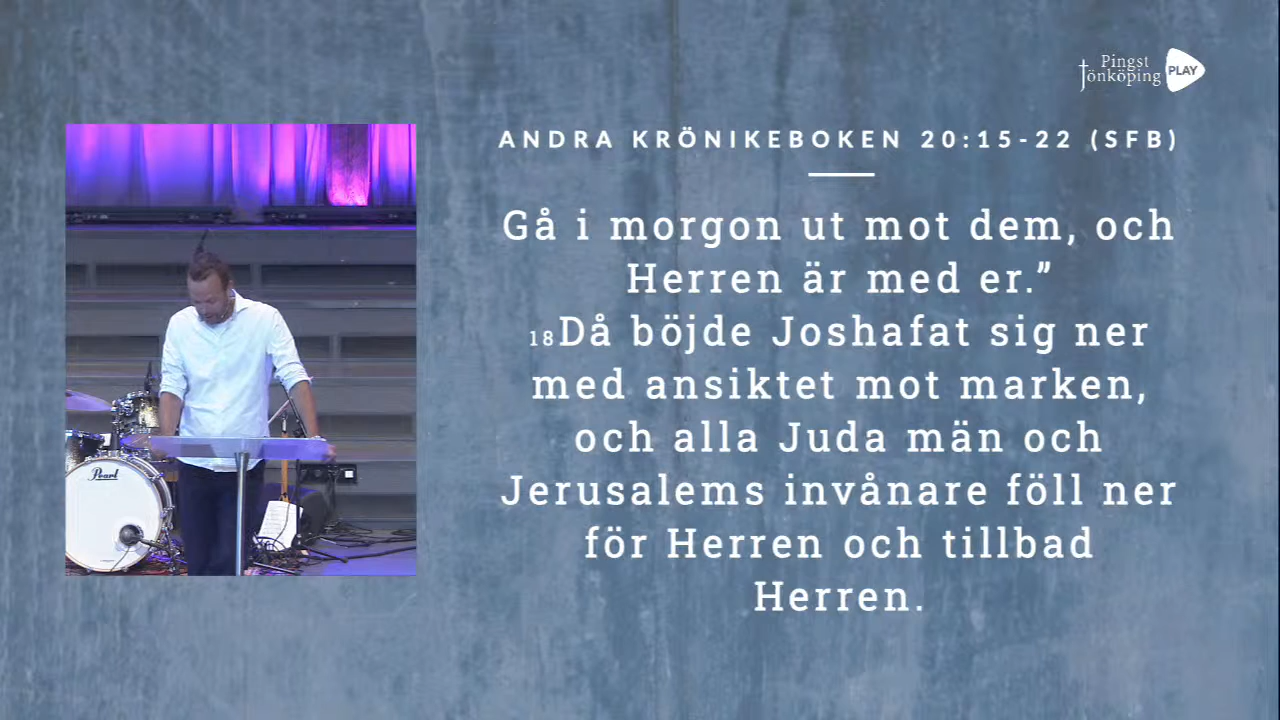 Pingst
Jönköping
PLAY
ANDRA KRÖNIKEBOKEN 20:15-22 (SFB)
Gå i morgon ut mot dem, och
Herren är med er.”
18Då böjde Joshafat sig ner
med ansiktet mot marken,
och alla Juda män och
Jerusalems invånare föll ner
för Herren och tillbad
Herren.
Pearl